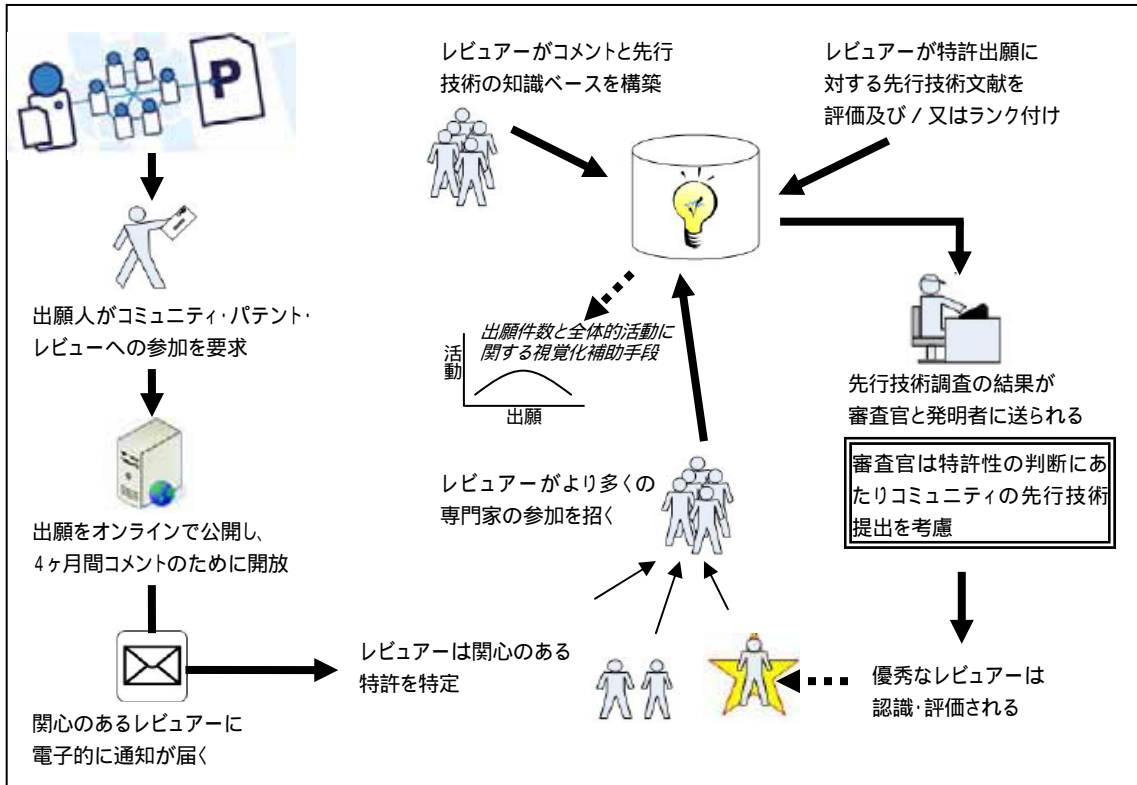 P
出願人がコミュニティ・パテント・
レビューへの参加を要求
出願をオンラインで公開し、
4ヶ月間コメントのために開放
関心のあるレビュアーに
電子的に通知が届く
レビュアーは関心のある
特許を特定
レビュアーがより多くの
専門家の参加を招く
レビュアーがコメントと先行
技術の知識ベースを構築
レビュアーが特許出願に
対する先行技術文献を
評価及び / 又はランク付け
出願件数と全体的活動に
関する視覚化補助手段
活動
出願
先行技術調査の結果が
審査官と発明者に送られる
審査官は特許性の判断にあ
たりコミュニティの先行技術
提出を考慮
優秀なレビュアーは
認識・評価される